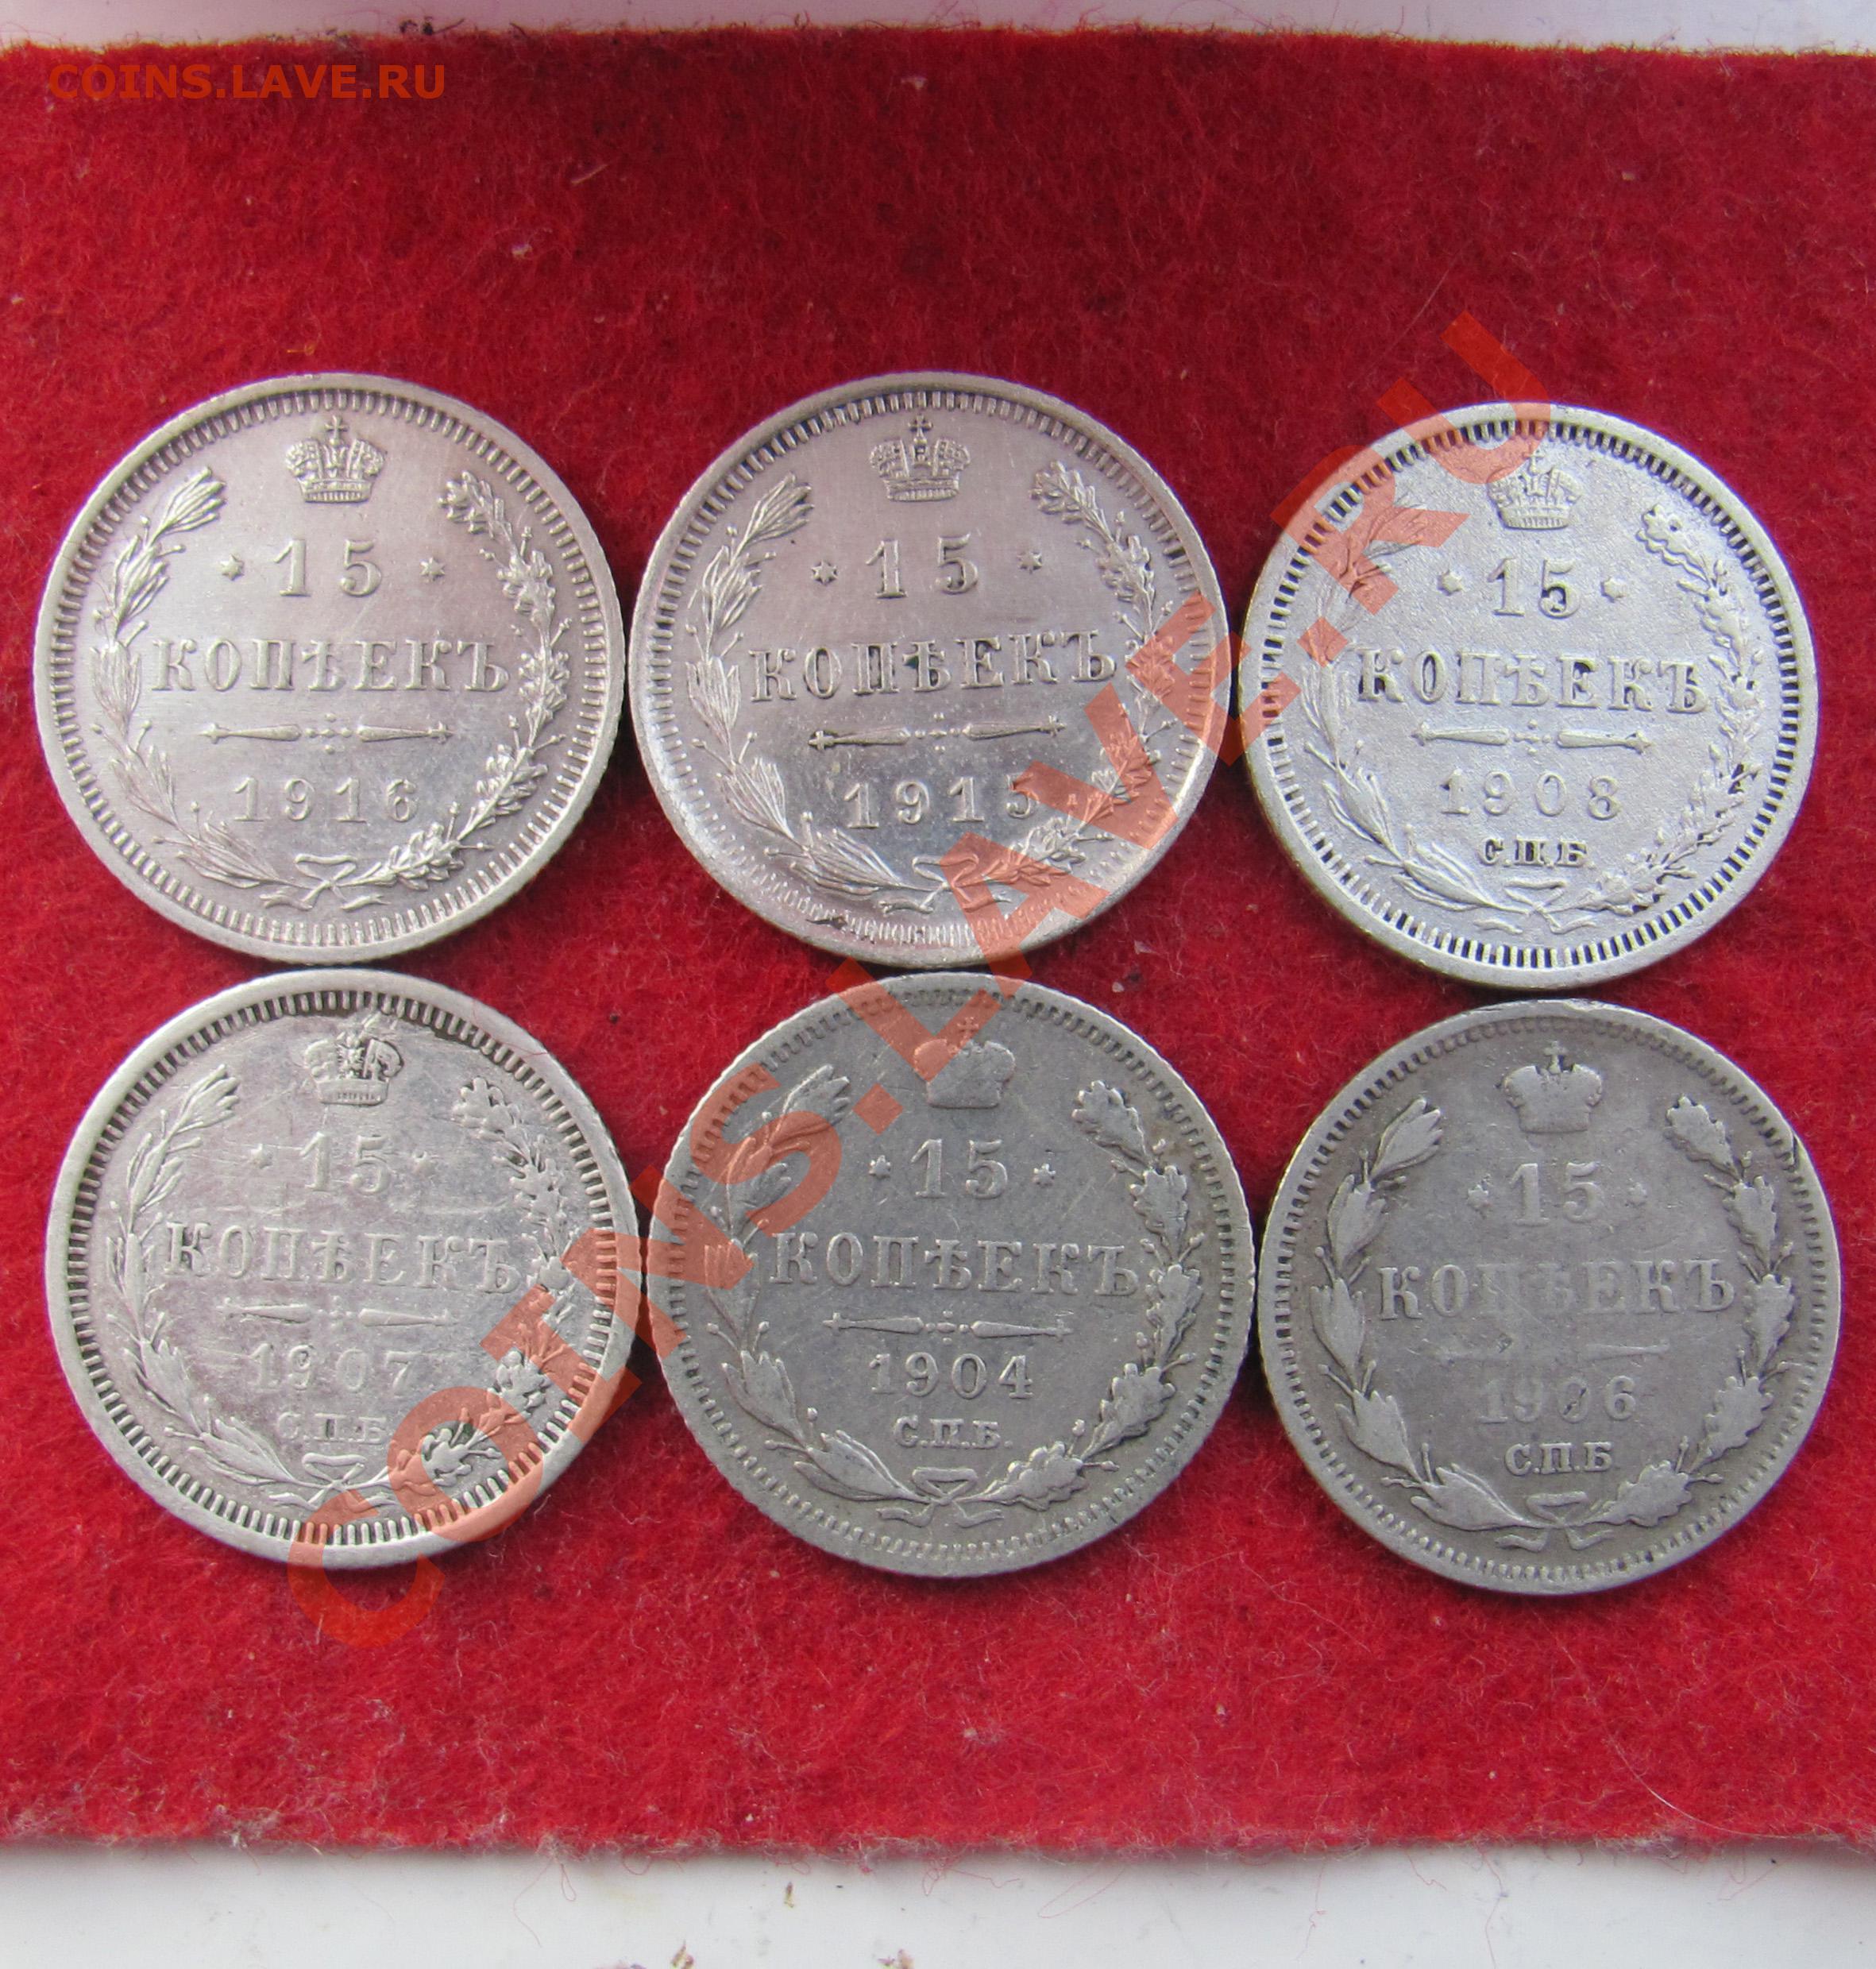 COINS.LAVE.RU
15
КОПѢЕКЪ
1916
15
КОПѢЕКЪ
1915
15
КОПѢЕКЪ
1908
С.П.Б
15
КОПѢЕКЪ
1907
С.П.Б
15
КОПѢЕКЪ
1904
С.П.Б.
15
КОПѢЕКЪ
1906
С.П.Б
COINS.LAVE.RU